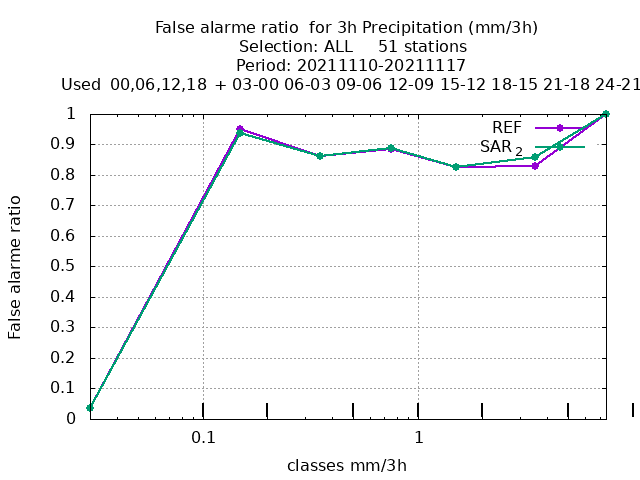 False alarme ratio  for 3h Precipitation (mm/3h)
Selection: ALL     51 stations
Period: 20211110-20211117
Used  00,06,12,18  + 03-00 06-03 09-06 12-09 15-12 18-15 21-18 24-21
1
0.9
0.8
0.7
0.6
0.5
0.4
0.3
0.2
0.1
0
False alarme ratio
REF
SAR 2
0.1
1
classes mm/3h